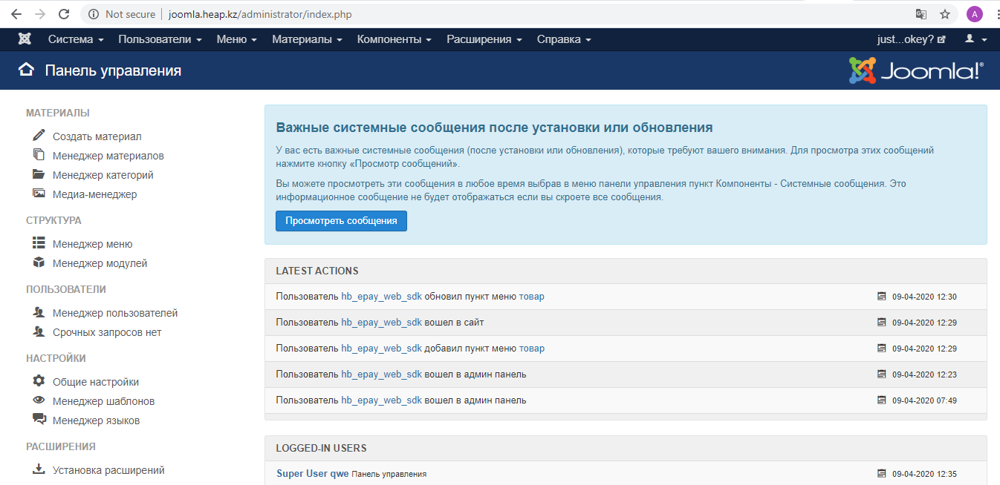 Not secure joomla.heap.kz/administrator/index.php A
Система Пользователи Меню Материалы Компоненты Расширения Справка just...okey?
Панель управления Joomla!®
МАТЕРИАЛЫ
Создать материал
Менеджер материалов
Менеджер категорий
Медиа-менеджер
СТРУКТУРА
Менеджер меню
Менеджер модулей
ПОЛЬЗОВАТЕЛИ
Менеджер пользователей
Срочных запросов нет
НАСТРОЙКИ
Общие настройки
Менеджер шаблонов
Менеджер языков
РАСШИРЕНИЯ
Установка расширений
Важные системные сообщения после установки или обновления
У вас есть важные системные сообщения (после установки или обновления), которые требуют вашего внимания. Для просмотра этих сообщений
нажмите кнопку «Просмотр сообщений».
Вы можете просмотреть эти сообщения в любое время выбрав в меню панели управления пункт Компоненты - Системные сообщения. Это
информационное сообщение не будет отображаться если вы скроете все сообщения.
Просмотреть сообщения
LATEST ACTIONS
Пользователь hb_epay_web_sdk обновил пункт меню товар 09-04-2020 12:30
Пользователь hb_epay_web_sdk вошел в сайт 09-04-2020 12:29
Пользователь hb_epay_web_sdk добавил пункт меню товар 09-04-2020 12:29
Пользователь hb_epay_web_sdk вошел в админ панель 09-04-2020 12:23
Пользователь hb_epay_web_sdk вошел в админ панель 09-04-2020 07:49
LOGGED-IN USERS
Super User qwe Панель управления 09-04-2020 12:35